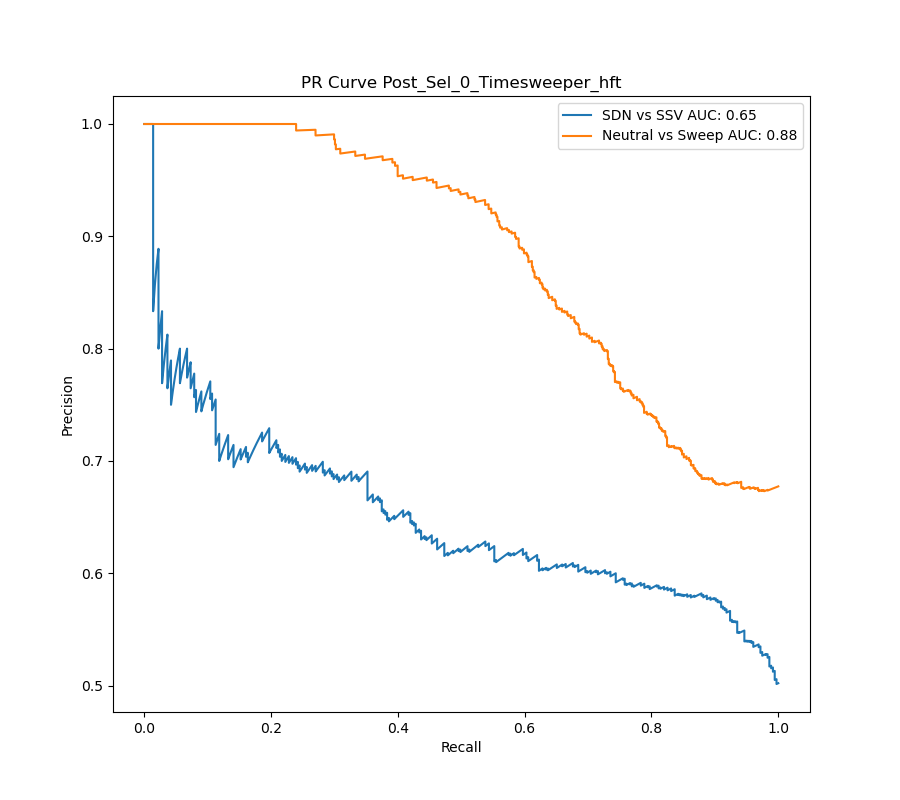 PR Curve Post_Sel_0_Timesweeper_hft
SDN vs SSV AUC: 0.65
Neutral vs Sweep AUC: 0.88
1.0
0.9
0.8
0.7
0.6
0.5
Precision
0.0
0.2
0.4
0.6
0.8
1.0
Recall